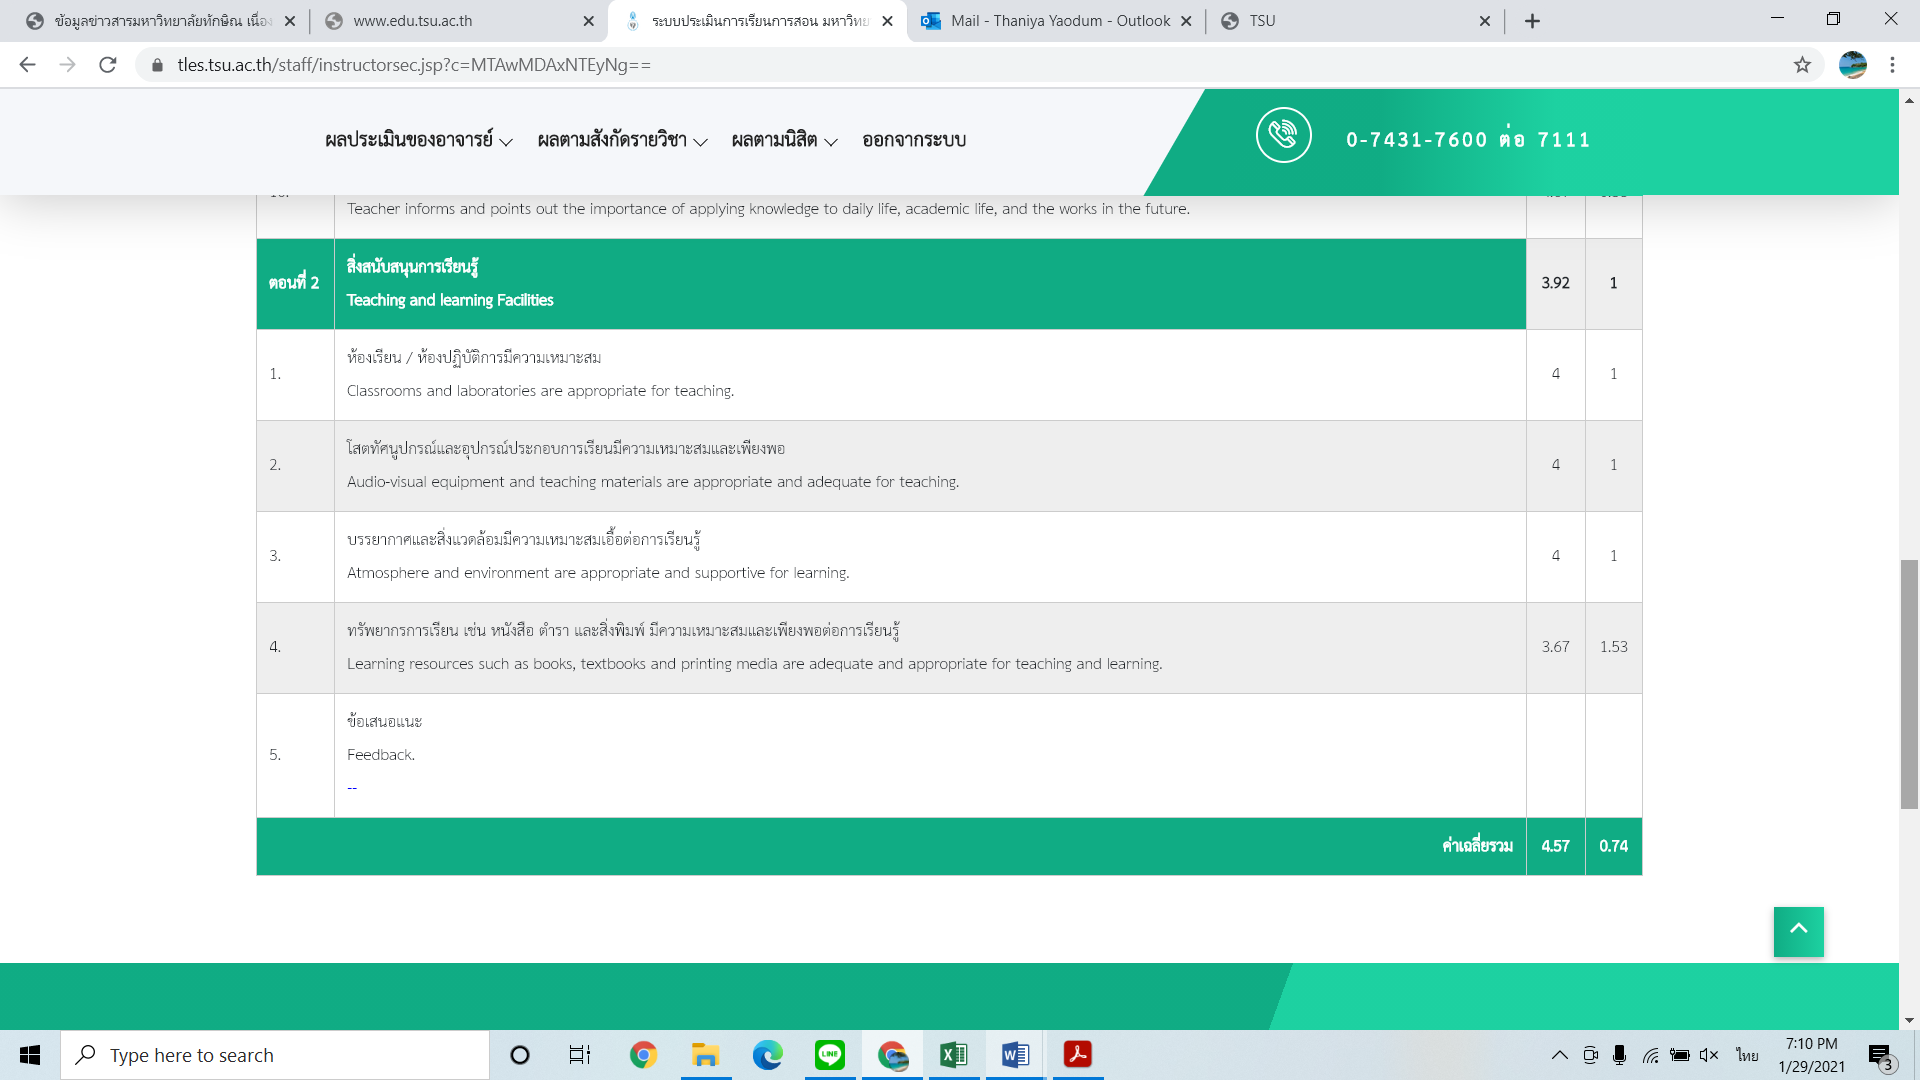 ข้อมูลข่าวสารมหาวิทยาลัยทักษิณ เนื่อง
www.edu.tsu.ac.th
ระบบประเมินการเรียนการสอน มหาวิทย
Mail - Thaniya Yaodum - Outlook
TSU
tles.tsu.ac.th/staff/instructorsec.jsp?c=MTAwMDAxNTEyNg==
ผลประเมินของอาจารย์ ผลตามสังกัดรายวิชา ผลตามนิสิต ออกจากระบบ
0-7431-7600 ต่อ 7111
Teacher informs and points out the importance of applying knowledge to daily life, academic life, and the works in the future.
ตอนที่ 2
สิ่งสนับสนุนการเรียนรู้
Teaching and learning Facilities
3.92 1
1.
ห้องเรียน / ห้องปฏิบัติการมีความเหมาะสม
Classrooms and laboratories are appropriate for teaching.
4 1
2.
โสตทัศนูปกรณ์และอุปกรณ์ประกอบการเรียนมีความเหมาะสมและเพียงพอ
Audio-visual equipment and teaching materials are appropriate and adequate for teaching.
4 1
3.
บรรยากาศและสิ่งแวดล้อมมีความเหมาะสมเอื้อต่อการเรียนรู้
Atmosphere and environment are appropriate and supportive for learning.
4 1
4.
ทรัพยากรการเรียน เช่น หนังสือ ตำรา และสิ่งพิมพ์ มีความเหมาะสมและเพียงพอต่อการเรียนรู้
Learning resources such as books, textbooks and printing media are adequate and appropriate for teaching and learning.
3.67 1.53
5.
ข้อเสนอแนะ
Feedback.
--
ค่าเฉลี่ยรวม 4.57 0.74
Type here to search
LINE
ไทย
7:10 PM
1/29/2021
3